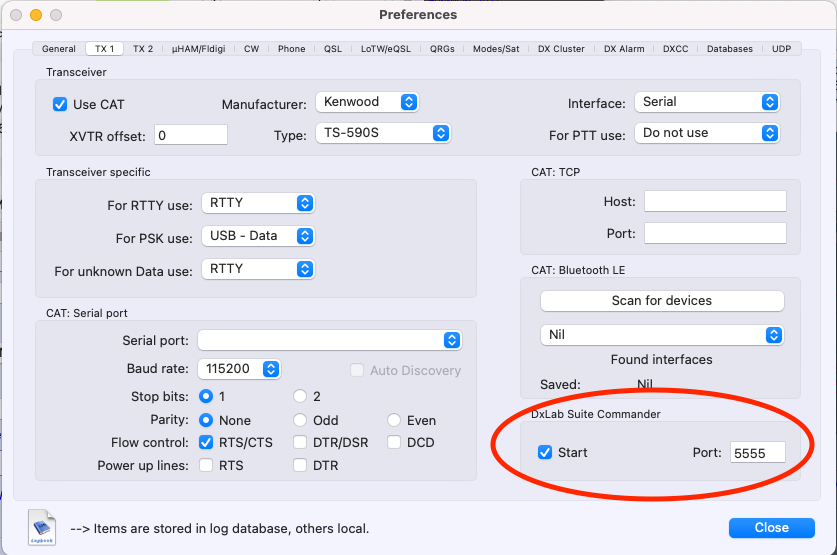 Preferences
General TX 1 TX 2 µHAM/Fldigi CW Phone QSL LoTW/eQSL QRGs Modes/Sat DX Cluster DX Alarm DXCC Databases UDP
Transceiver
Use CAT Manufacturer: Kenwood Interface: Serial
XVTR offset: 0 Type: TS-590S For PTT use: Do not use
Transceiver specific
For RTTY use: RTTY
For PSK use: USB - Data
For unknown Data use: RTTY
CAT: TCP
Host:
Port:
CAT: Bluetooth LE
Scan for devices
Nil
Found interfaces
Saved: Nil
CAT: Serial port
Serial port:
Baud rate: 115200 Auto Discovery
Stop bits: 1 2
Parity: None Odd Even
Flow control: RTS/CTS DTR/DSR DCD
Power up lines: RTS DTR
DxLab Suite Commander
Start Port: 5555
--> Items are stored in log database, others local.
Close